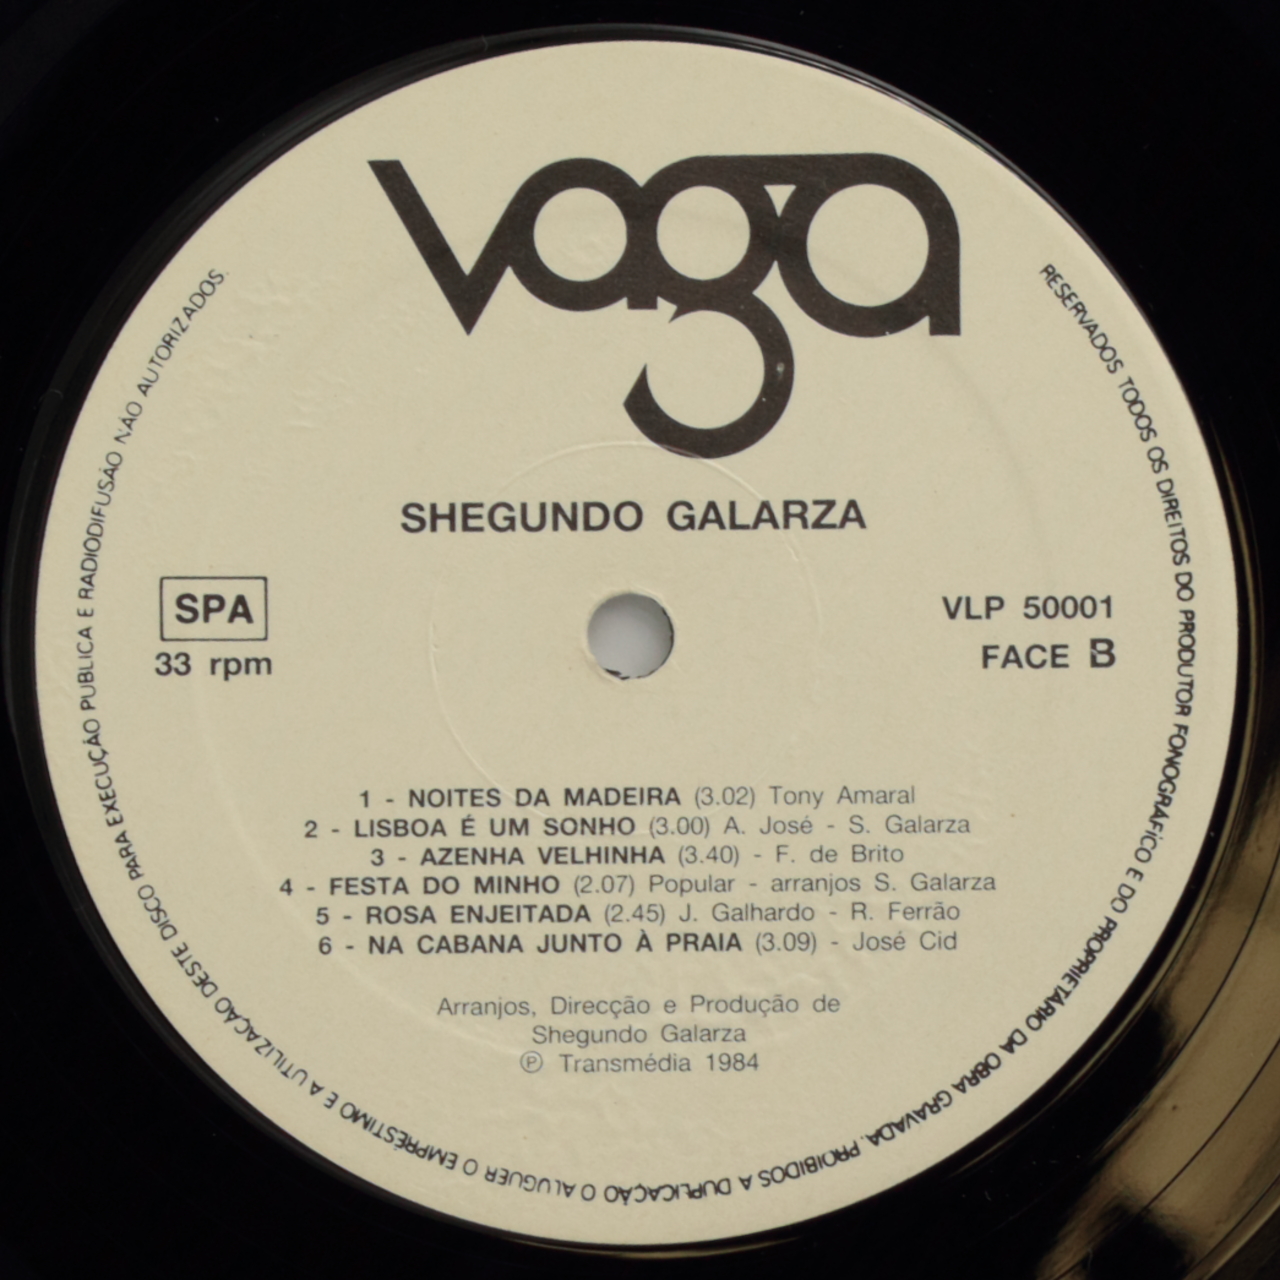 vaga
SHEGUNDO GALARZA
SPA
33 rpm
VLP 50001
FACE B
1 - NOITES DA MADEIRA (3.02) Tony Amaral
2 - LISBOA É UM SONHO (3.00) A. José - S. Galarza
3 - AZENHA VELHINHA (3.40) - F. de Brito
4 - FESTA DO MINHO (2.07) Popular - arranjos S. Galarza
5 - ROSA ENJEITADA (2.45) J. Galhardo - R. Ferrão
6 - NA CABANA JUNTO À PRAIA (3.09) - José Cid
Arranjos, Direcção e Produção de
Shegundo Galarza
℗ Transmédia 1984
RESERVADOS TODOS OS DIREITOS DO PRODUTOR FONOGRAFICO E DO PROPRIETÁRIO DA OBRA GRAVADA. PROIBIDOS A DUPLICAÇÃO O ALUGUER O EMPRÉSTIMO E A UTILIZAÇÃO DESTE DISCO PARA EXECUÇÃO PUBLICA E RADIODIFUSÃO NÃO AUTORIZADOS.